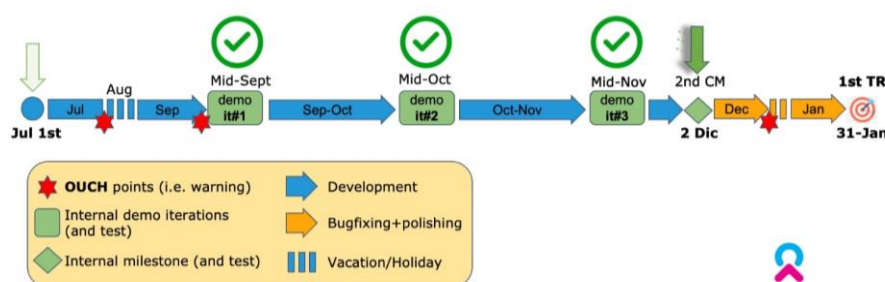 Mid-Sept
Mid-Oct
Mid-Nov
2nd CM
1st TR
Aug
Jul
Sep
demo
it#1
Sep-Oct
demo
it#2
Oct-Nov
demo
it#3
Dec
Jan
Jul 1st
2 Dic
31-Jan
OUCH points (i.e. warning)
Development
Internal demo iterations
(and test)
Bugfixing+polishing
Internal milestone (and test)
Vacation/Holiday